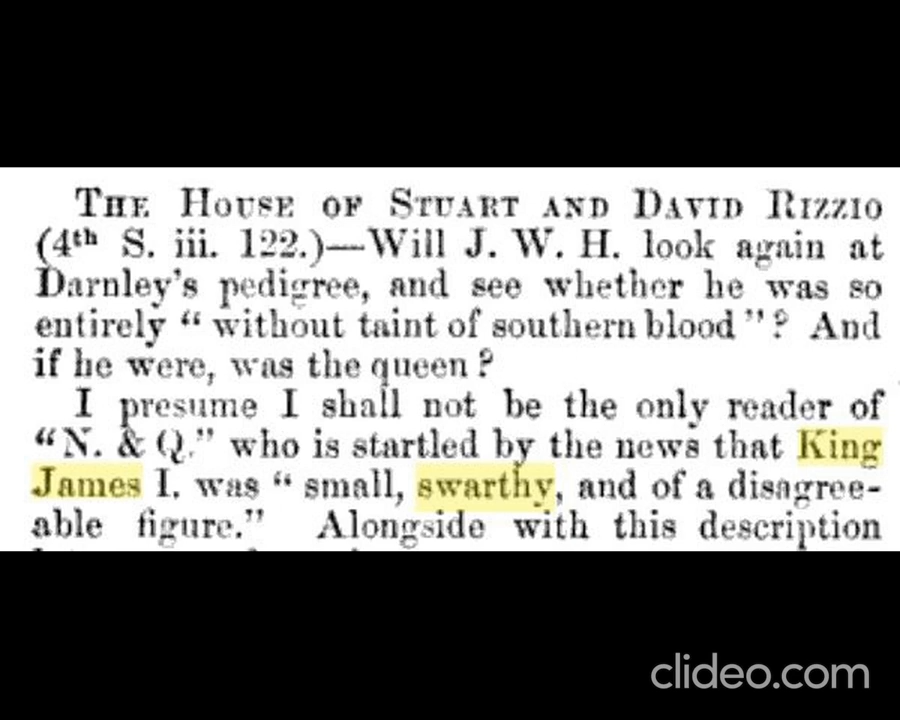 THE HOUSE OF STUART AND DAVID RIZZIO
(4th S. iii. 122.)—Will J. W. H. look again at
Darnley's pedigree, and see whether he was so
entirely “ without taint of southern blood ” ? And
if he were, was the queen ?
I presume I shall not be the only reader of
“N. & Q.” who is startled by the news that King
James I. was “ small, swarthy, and of a disagree-
able figure.” Alongside with this description
clideo.com